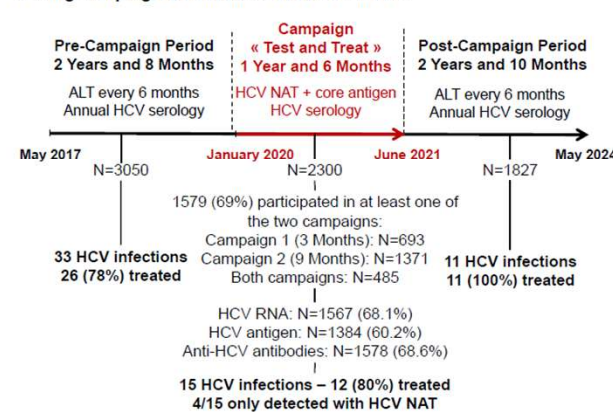 Pre-Campaign Period
2 Years and 8 Months
ALT every 6 months
Annual HCV serology
Campaign
« Test and Treat »
1 Year and 6 Months
HCV NAT + core antigen
HCV serology
Post-Campaign Period
2 Years and 10 Months
ALT every 6 months
Annual HCV serology
May 2017
January 2020
June 2021
May 2024
N=3050
N=2300
N=1827
1579 (69%) participated in at least one of
the two campaigns:
Campaign 1 (3 Months): N=693
Campaign 2 (9 Months): N=1371
Both campaigns: N=485
33 HCV infections
26 (78%) treated
11 HCV infections
11 (100%) treated
HCV RNA: N=1567 (68.1%)
HCV antigen: N=1384 (60.2%)
Anti-HCV antibodies: N=1578 (68.6%)
15 HCV infections – 12 (80%) treated
4/15 only detected with HCV NAT